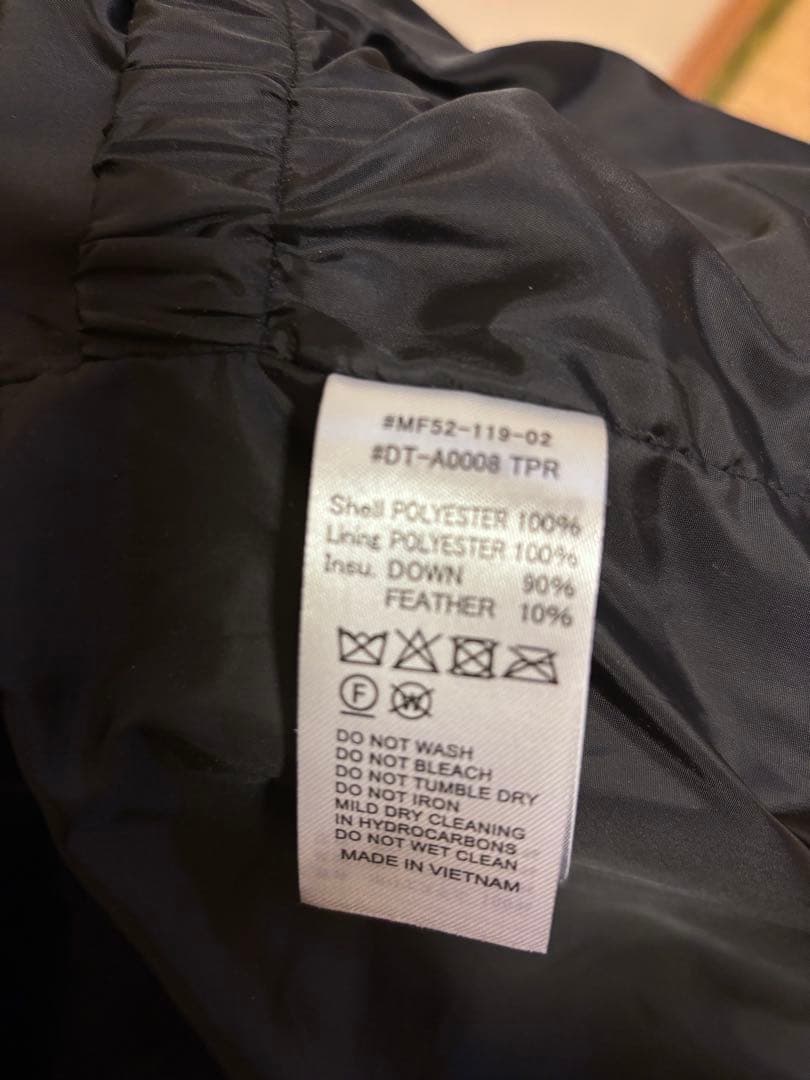 #MF52-119-02
#DT-A0008 TPR
Shell POLYESTER 100%
Lining POLYESTER 100%
Insu. DOWN 90%
FEATHER 10%
F W
DO NOT WASH
DO NOT BLEACH
DO NOT TUMBLE DRY
DO NOT IRON
MILD DRY CLEANING
IN HYDROCARBONS
DO NOT WET CLEAN
MADE IN VIETNAM